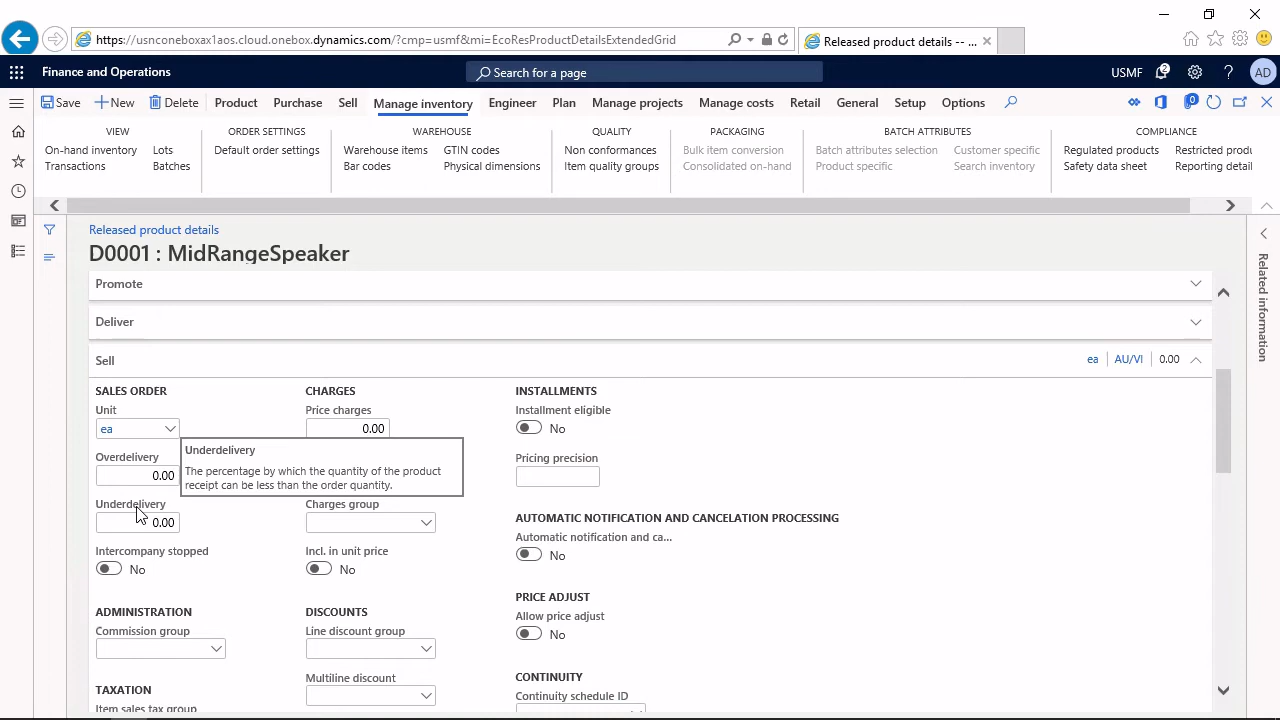 https://usnconeboxax1aos.cloud.onebox.dynamics.com/?cmp=usmf&mi=EcoResProductDetailsExtendedGrid
Released product details -- ...
Finance and Operations
Search for a page
USMF
2
?
AD
Save
New
Delete
Product
Purchase
Sell
Manage inventory
Engineer
Plan
Manage projects
Manage costs
Retail
General
Setup
Options
0
VIEW
ORDER SETTINGS
WAREHOUSE
QUALITY
PACKAGING
BATCH ATTRIBUTES
COMPLIANCE
On-hand inventory
Lots
Default order settings
Warehouse items
GTIN codes
Non conformances
Bulk item conversion
Batch attributes selection
Customer specific
Regulated products
Restricted produ
Transactions
Batches
Bar codes
Physical dimensions
Item quality groups
Consolidated on-hand
Product specific
Search inventory
Safety data sheet
Reporting detail
Released product details
D0001 : MidRangeSpeaker
Related information
Promote
Deliver
Sell
ea
AU/VI
0.00
SALES ORDER
CHARGES
INSTALLMENTS
Unit
Price charges
Installment eligible
ea
0.00
No
Overdelivery
0.00
Underdelivery
The percentage by which the quantity of the product
receipt can be less than the order quantity.
Pricing precision
Underdelivery
Charges group
0.00
AUTOMATIC NOTIFICATION AND CANCELATION PROCESSING
Automatic notification and ca...
No
Intercompany stopped
Incl. in unit price
No
No
PRICE ADJUST
ADMINISTRATION
DISCOUNTS
Allow price adjust
Commission group
Line discount group
No
Multiline discount
CONTINUITY
TAXATION
Continuity schedule ID
Item sales tax group